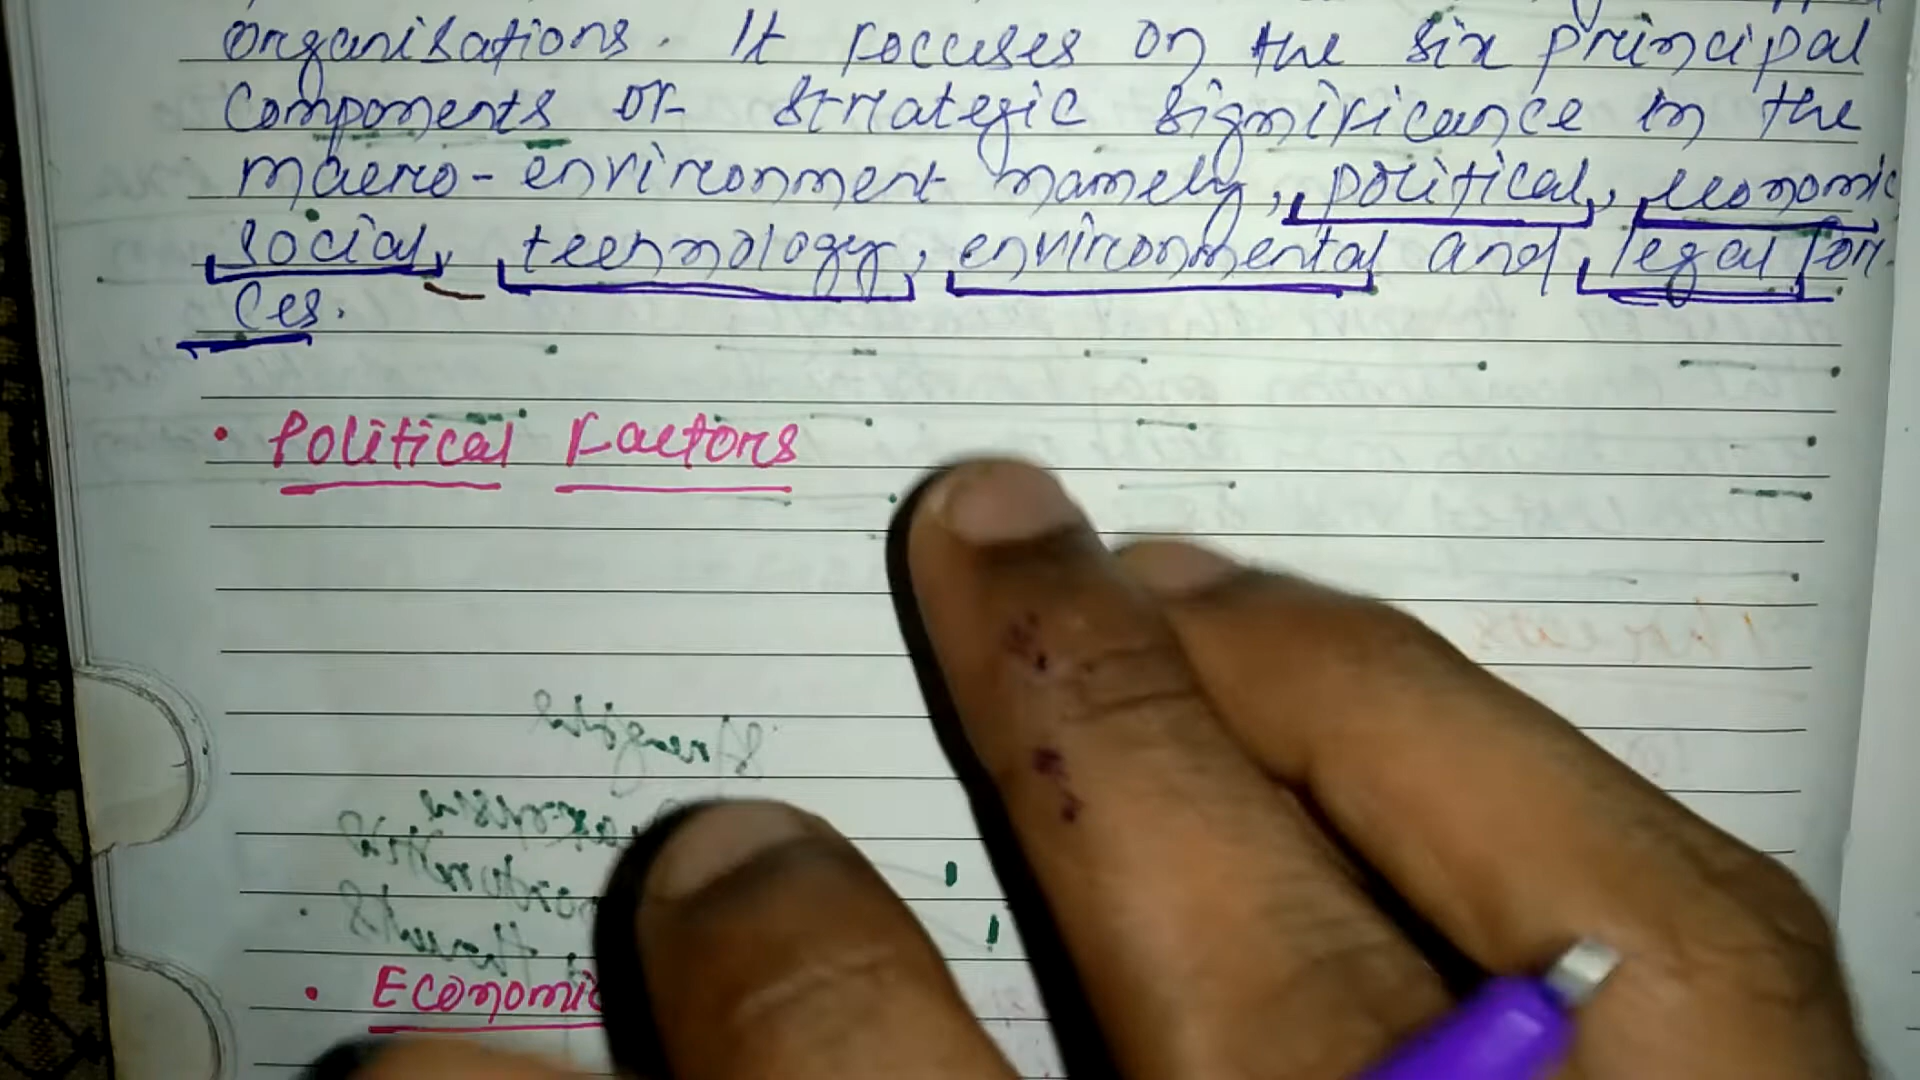 organisations. It focuses on the six principal
Components of strategic significance in the
macro-environment namely, political, economic,
social, technology, environmental and legal for-
ces.
• Political Factors
• Economic